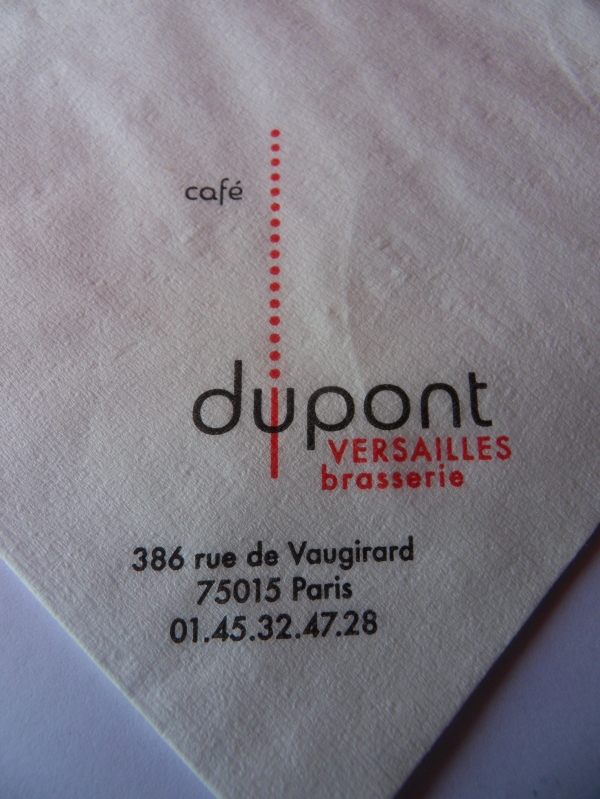 café
dupont
VERSAILLES
brasserie
386 rue de Vaugirard
75015 Paris
01.45.32.47.28